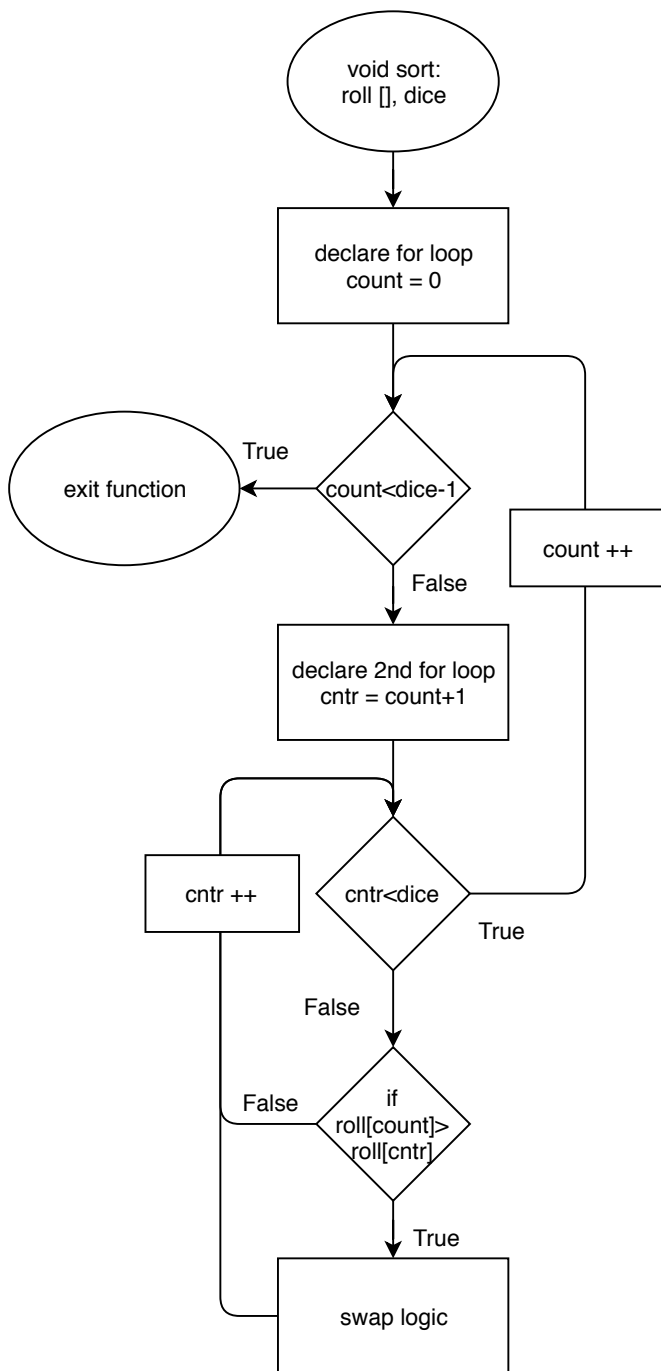 void sort:
roll [], dice
declare for loop
count = 0
True
exit function
count<dice-1
count ++
False
declare 2nd for loop
cntr = count+1
cntr ++
cntr<dice
True
False
False
if
roll[count]>
roll[cntr]
True
swap logic